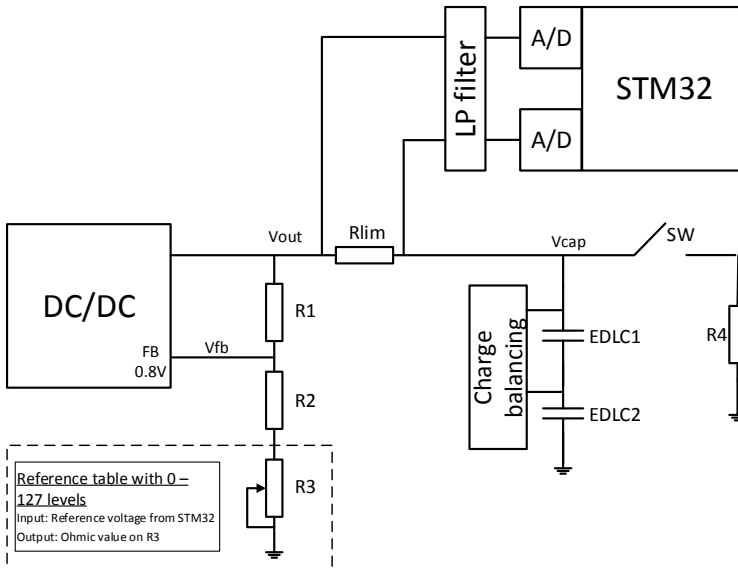 A/D
STM32
LP filter
A/D
Vout
Rlim
Vcap
SW
DC/DC
R1
FB
0.8V
Vfb
R2
Charge
balancing
EDLC1
EDLC2
R4
Reference table with 0 –
127 levels
Input: Reference voltage from STM32
Output: Ohmic value on R3
R3